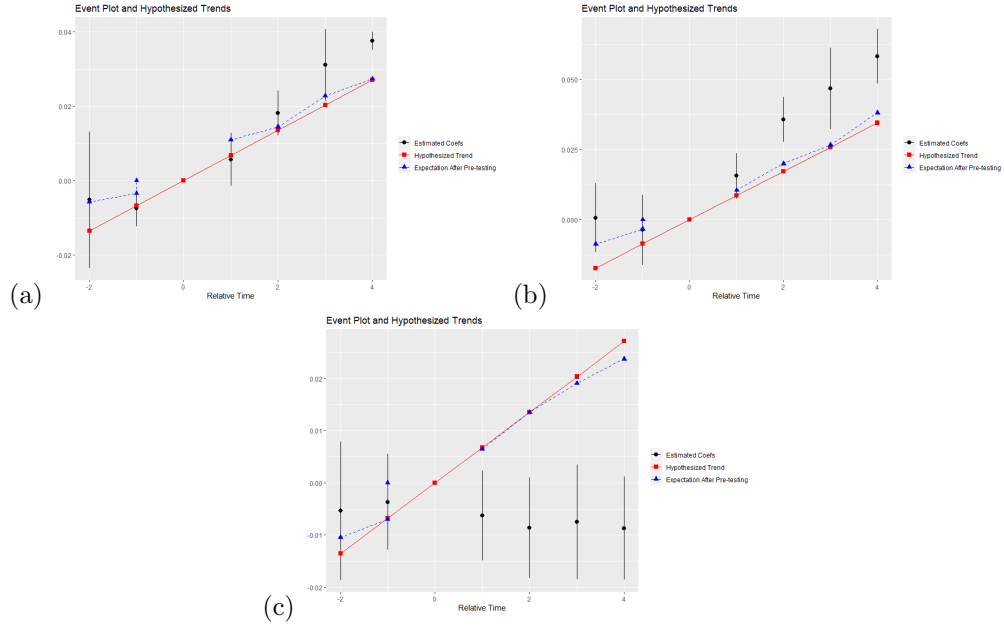 Event Plot and Hypothesized Trends
0.04
0.02
0.00
-0.02
-2
0
2
4
Relative Time
Estimated Coefs
Hypothesized Trend
Expectation After Pre-testing
(a)
Event Plot and Hypothesized Trends
0.050
0.025
0.000
-2
0
2
4
Relative Time
Estimated Coefs
Hypothesized Trend
Expectation After Pre-testing
(b)
Event Plot and Hypothesized Trends
0.02
0.01
0.00
-0.01
-0.02
-2
0
2
4
Relative Time
Estimated Coefs
Hypothesized Trend
Expectation After Pre-testing
(c)